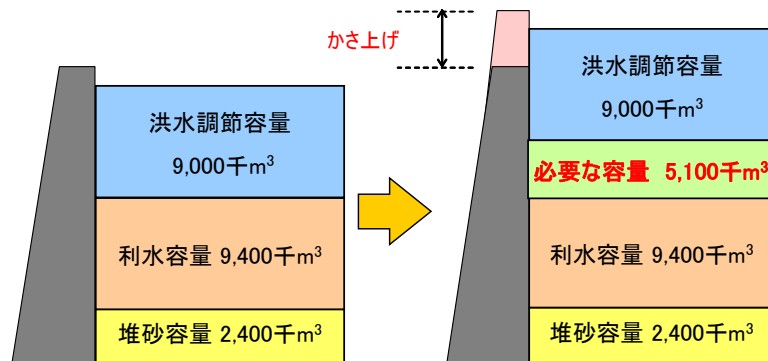 洪水調節容量
9,000千m³
利水容量 9,400千m³
堆砂容量 2,400千m³
かさ上げ
洪水調節容量
9,000千m³
必要な容量 5,100千m³
利水容量 9,400千m³
堆砂容量 2,400千m³